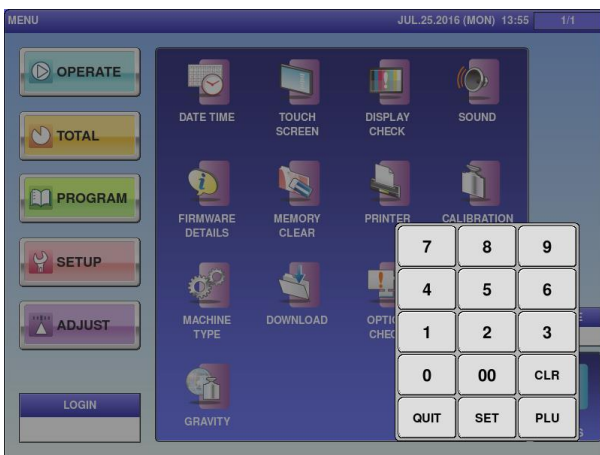 MENU JUL.25.2016 (MON) 13:55 1/1
OPERATE
TOTAL
PROGRAM
SETUP
ADJUST
LOGIN
DATE TIME
TOUCH
SCREEN
DISPLAY
CHECK
SOUND
FIRMWARE
DETAILS
MEMORY
CLEAR
PRINTER
CALIBRATION
MACHINE
TYPE
DOWNLOAD
GRAVITY
7 8 9
4 5 6
1 2 3
0 00 CLR
QUIT SET PLU